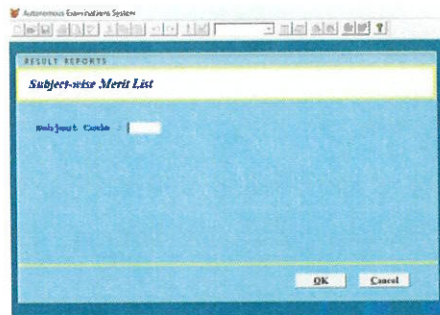 Autonomous Examinations System
RESULT REPORTS
Subject-wise Merit List
Subject Code :
OK
Cancel